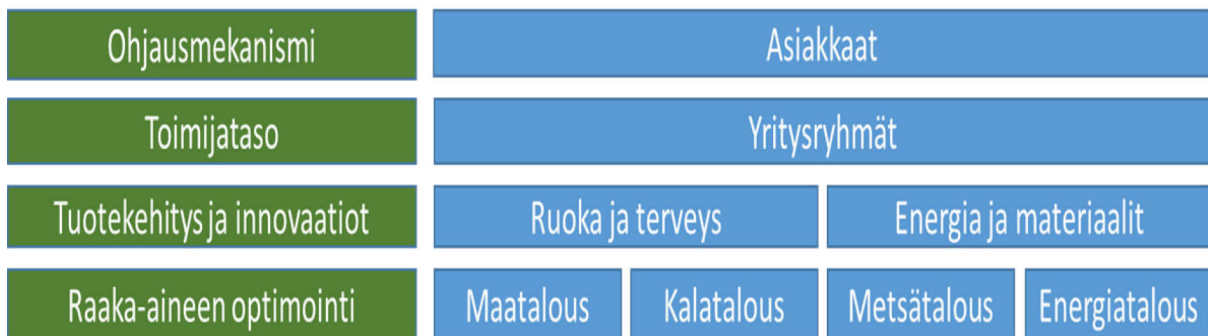 Ohjausmekanismi Asiakkaat
Toimijataso Yritysryhmät
Tuotekehitys ja innovaatiot Ruoka ja terveys Energia ja materiaalit
Raaka-aineen optimointi Maatalous Kalatalous Metsätalous Energiatalous